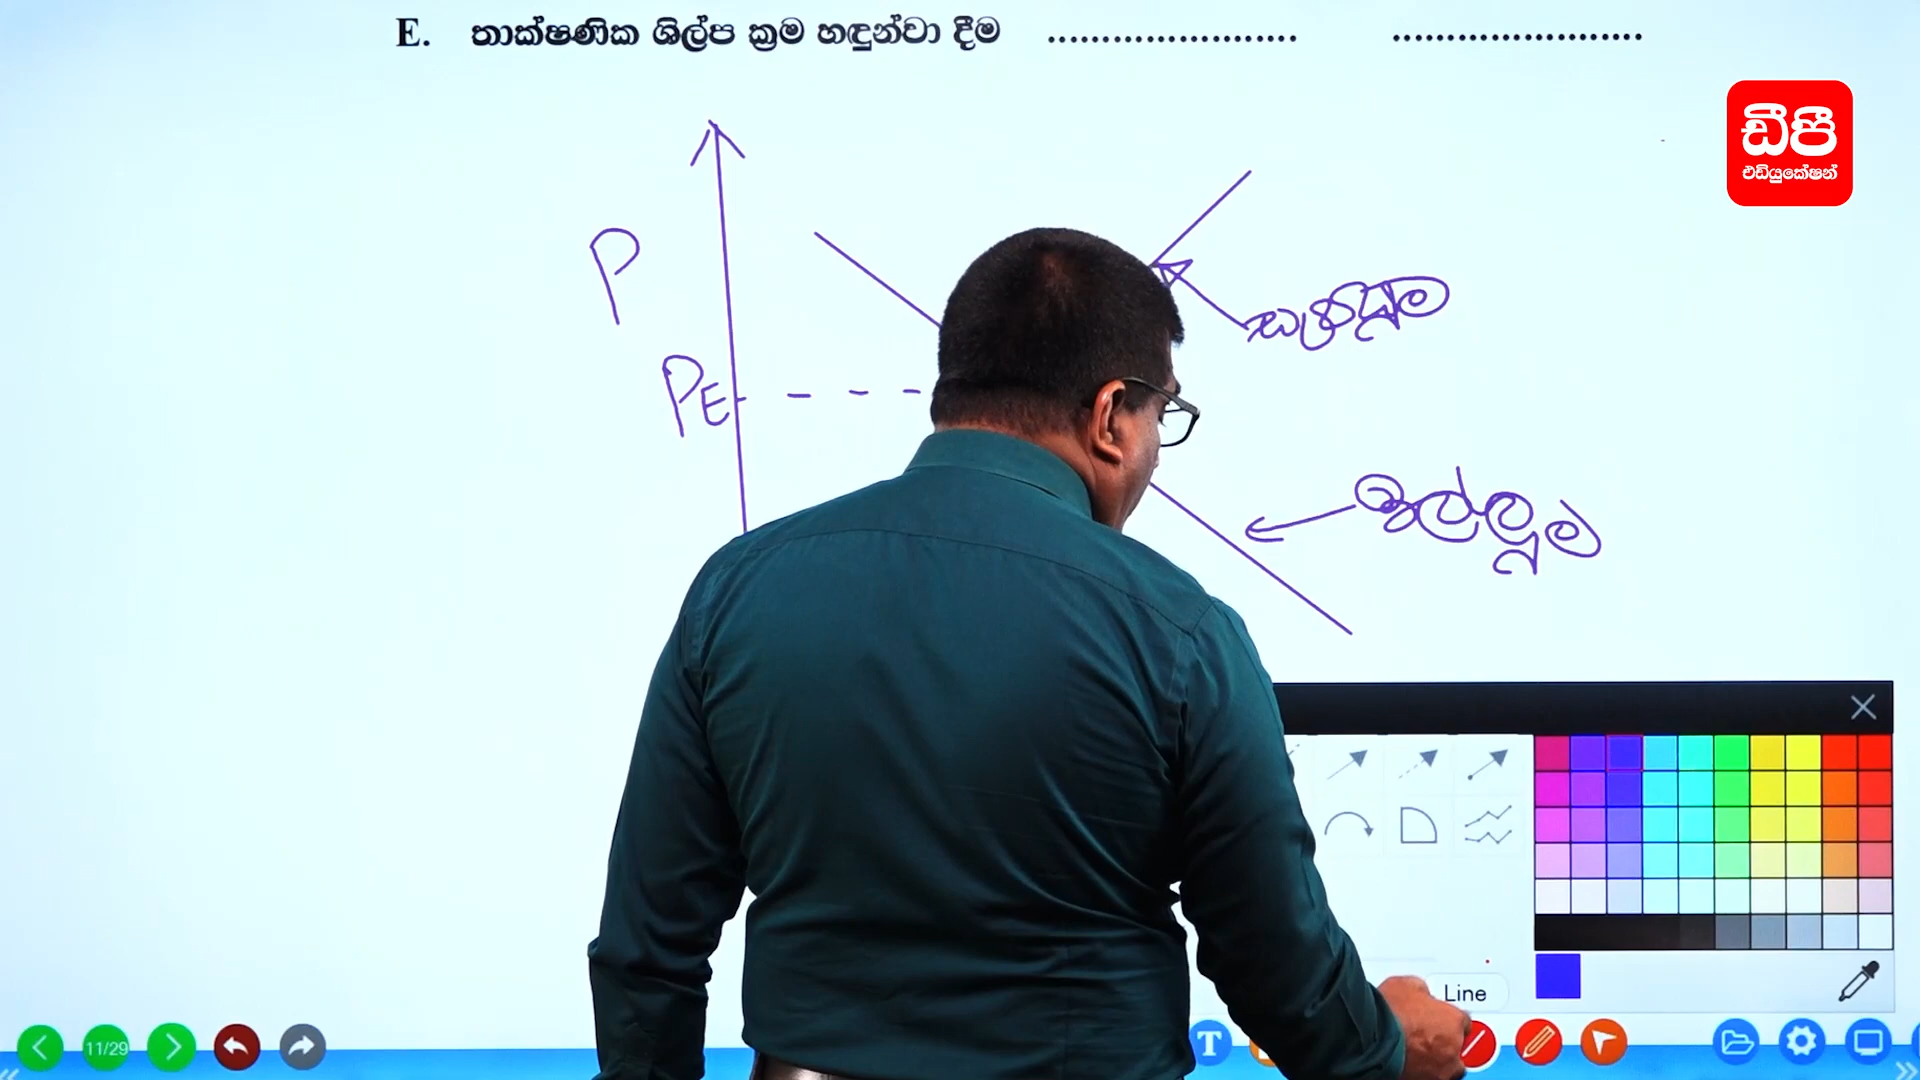 E. තාක්ෂණික ශිල්ප ක්‍රම හඳුන්වා දීම ....................... .......................
ඩීපී
එඩියුකේෂන්
P
සැපයුම
PE
ඉල්ලූම
Line
11/29
T